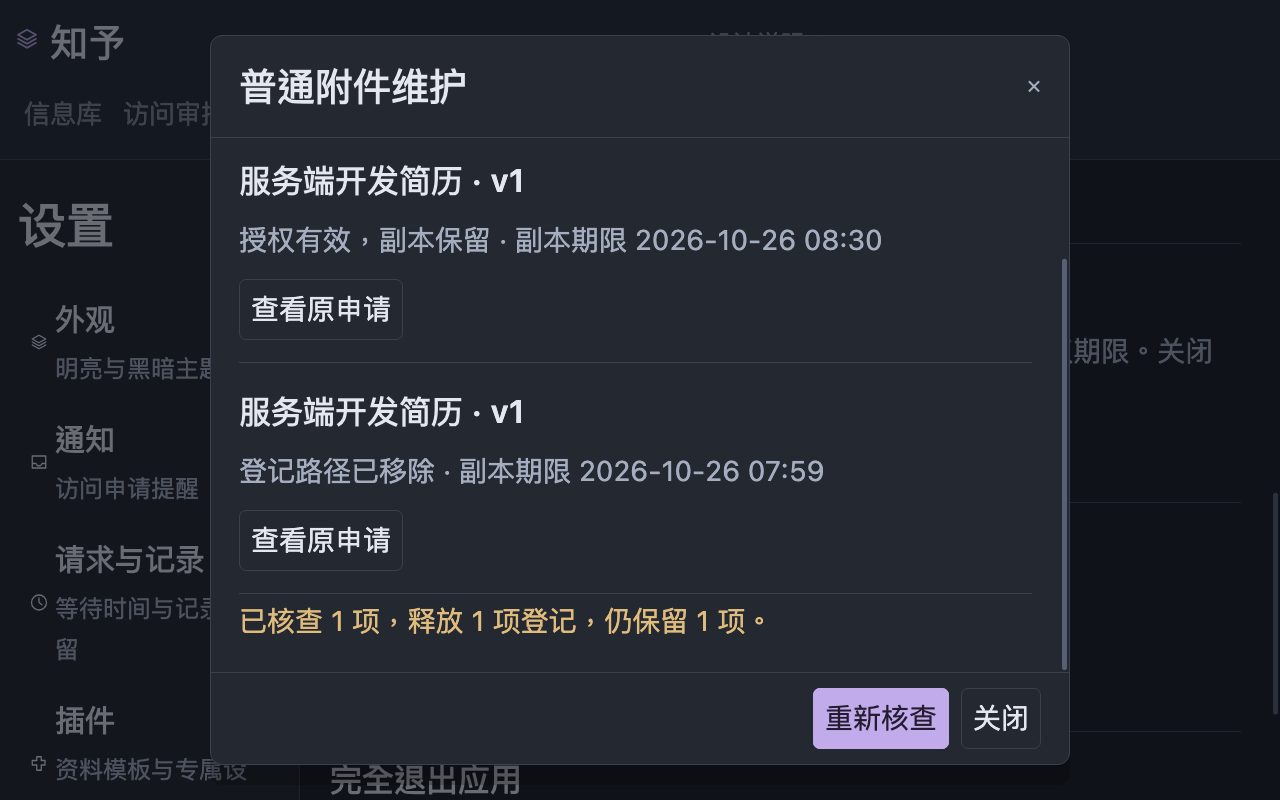 知予
信息库 访问审批
普通附件维护
×
设置
服务端开发简历 · v1
授权有效，副本保留 · 副本期限 2026-10-26 08:30
查看原申请
外观
明亮与黑暗主题
期限。关闭
服务端开发简历 · v1
登记路径已移除 · 副本期限 2026-10-26 07:59
查看原申请
通知
访问申请提醒
请求与记录
等待时间与记录
留
已核查 1 项，释放 1 项登记，仍保留 1 项。
重新核查
关闭
插件
资料模板与专属设
完全退出应用